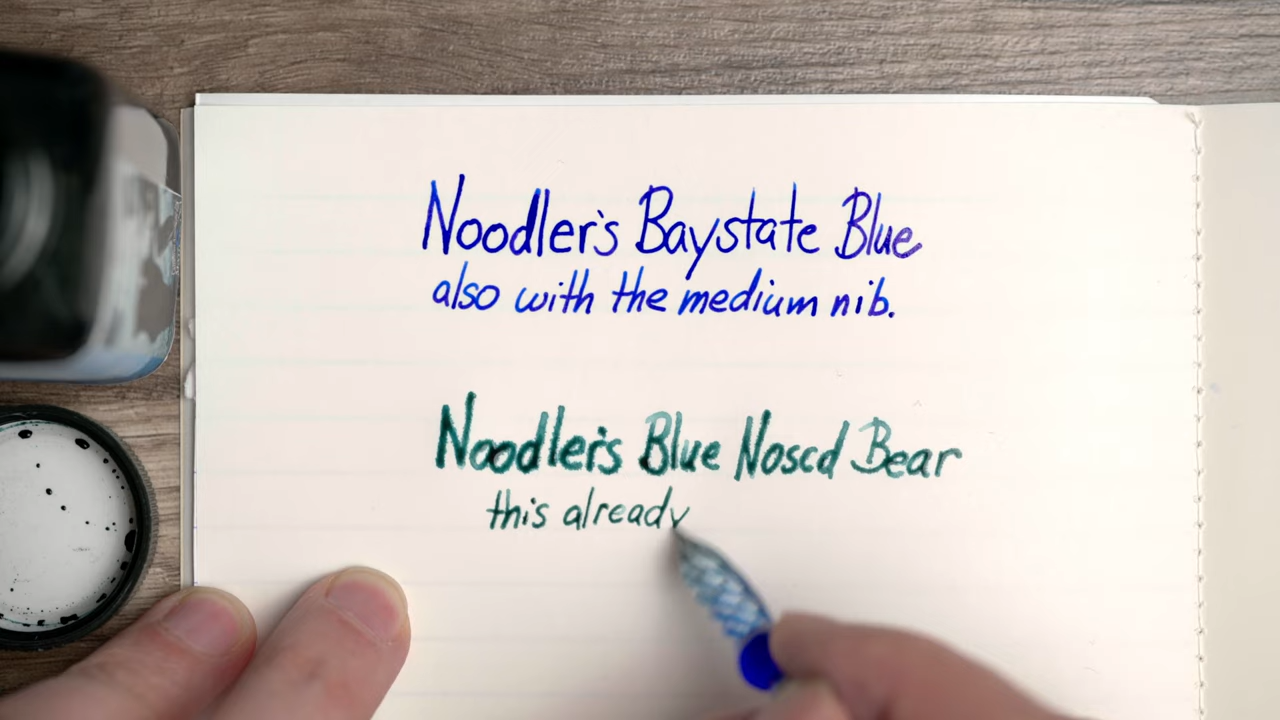 Noodler's Baystate Blue
also with the medium nib.
Noodler's Blue Nosed Bear
this already